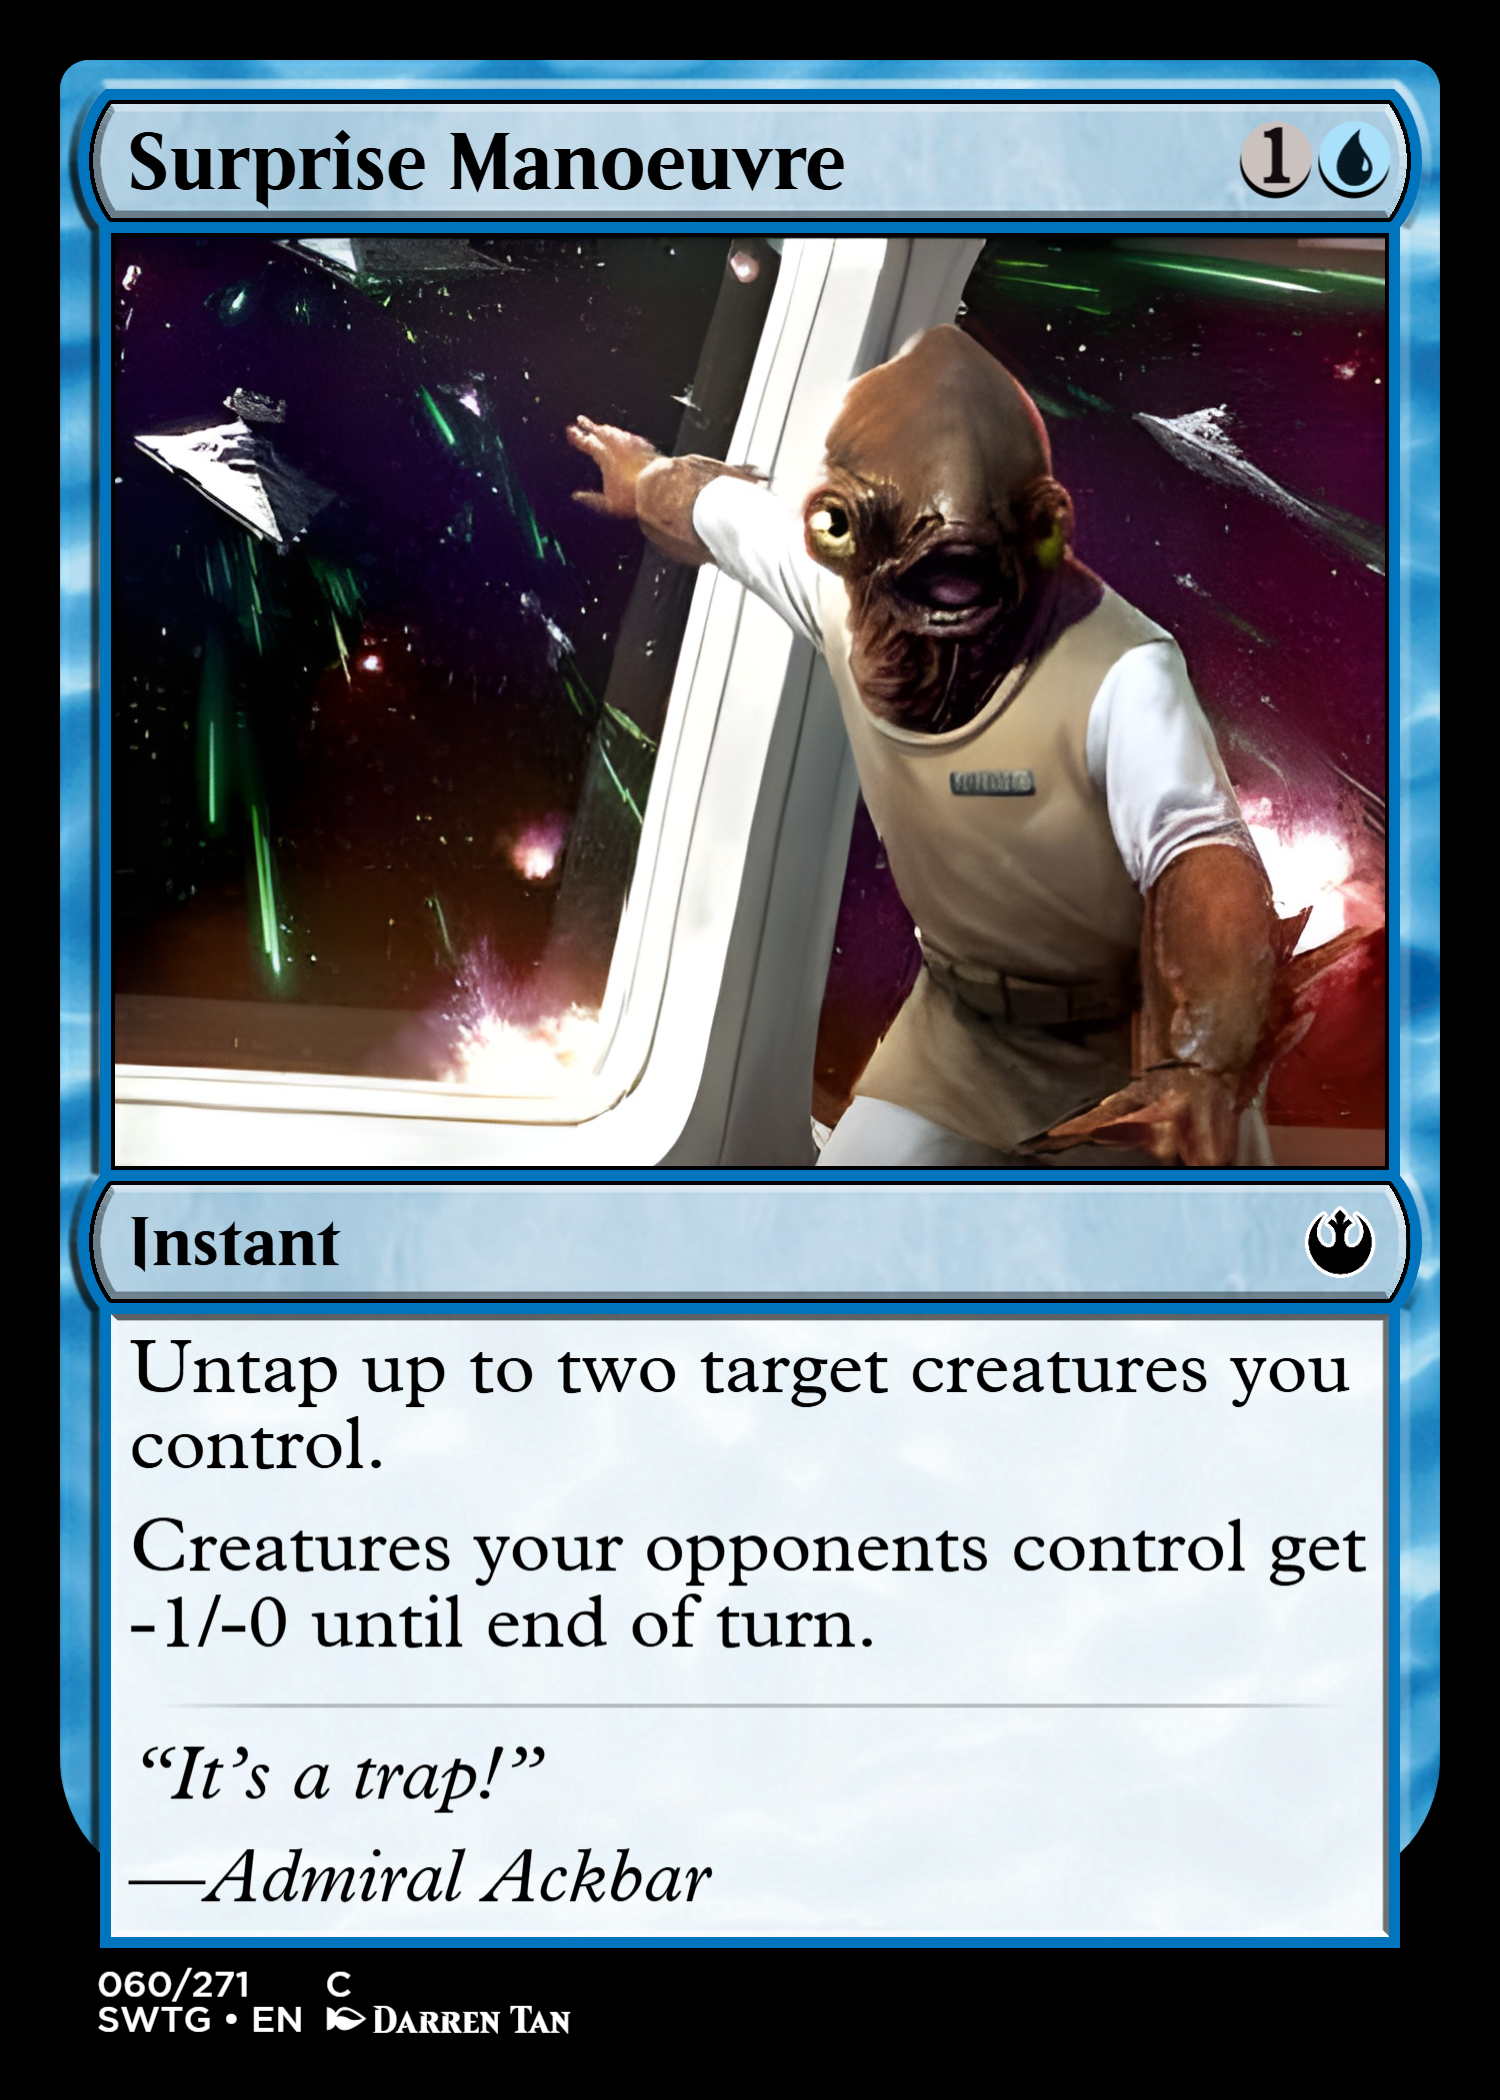 Surprise Manoeuvre 1
Instant
Untap up to two target creatures you
control.
Creatures your opponents control get
-1/-0 until end of turn.
“It’s a trap!”
—Admiral Ackbar
060/271 C
SWTG • EN Darren Tan